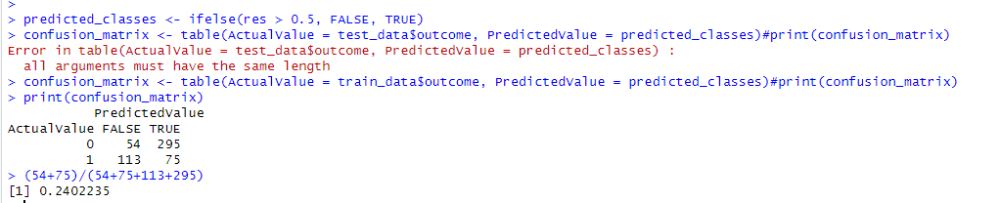 >
> predicted_classes <- ifelse(res > 0.5, FALSE, TRUE)
> confusion_matrix <- table(ActualValue = test_data$outcome, PredictedValue = predicted_classes)#print(confusion_matrix)
Error in table(ActualValue = test_data$outcome, PredictedValue = predicted_classes) :
  all arguments must have the same length
> confusion_matrix <- table(ActualValue = train_data$outcome, PredictedValue = predicted_classes)#print(confusion_matrix)
> print(confusion_matrix)
           PredictedValue
ActualValue FALSE TRUE
          0    54  295
          1   113   75
> (54+75)/(54+75+113+295)
[1] 0.2402235